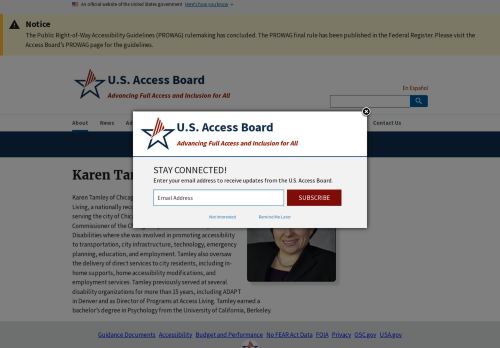 An official website of the United States government Here's how you know
Notice
The Public Right-of-Way Accessibility Guidelines (PROWAG) rulemaking has concluded. The PROWAG final rule has been published in the Federal Register. Please visit the
Access Board's PROWAG page for the guidelines.
U.S. Access Board
Advancing Full Access and Inclusion for All
En Español
About News Ad
Contact Us
U.S. Access Board
Advancing Full Access and Inclusion for All
STAY CONNECTED!
Enter your email address to receive updates from the U.S. Access Board.
Email Address SUBSCRIBE
Not Interested Remind Me Later
Karen Ta
Karen Tamley of Chicag
Living, a nationally reco
serving the city of Chica
Commissioner of the Ch
Disabilities where she was involved in promoting accessibility
to transportation, city infrastructure, technology, emergency
planning, education, and employment. Tamley also oversaw
the delivery of direct services to city residents, including in-
home supports, home accessibility modifications, and
employment services. Tamley previously served at several
disability organizations for more than 15 years, including ADAPT
in Denver and as Director of Programs at Access Living. Tamley earned a
bachelor's degree in Psychology from the University of California, Berkeley.
Guidance Documents Accessibility Budget and Performance No FEAR Act Data FOIA Privacy OSC.gov USA.gov